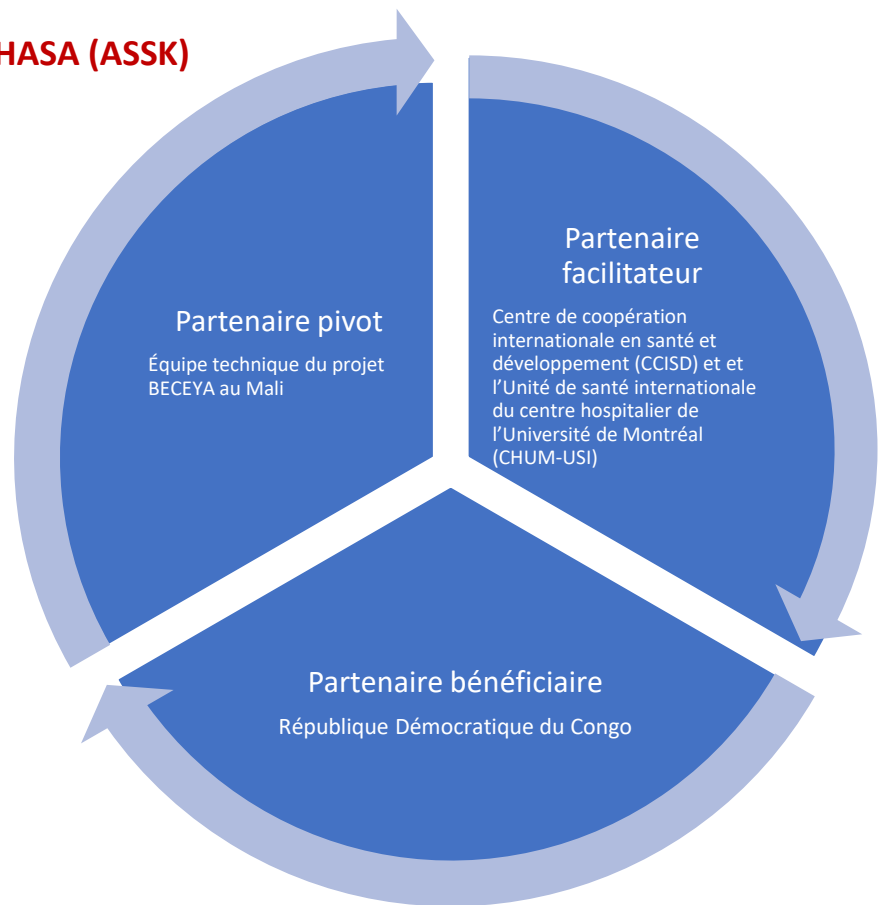 HASA (ASSK)
Partenaire
facilitateur
Centre de coopération
internationale en santé et
développement (CCISD) et et
l’Unité de santé internationale
du centre hospitalier de
l’Université de Montréal
(CHUM-USI)
Partenaire pivot
Équipe technique du projet
BECEYA au Mali
Partenaire bénéficiaire
République Démocratique du Congo